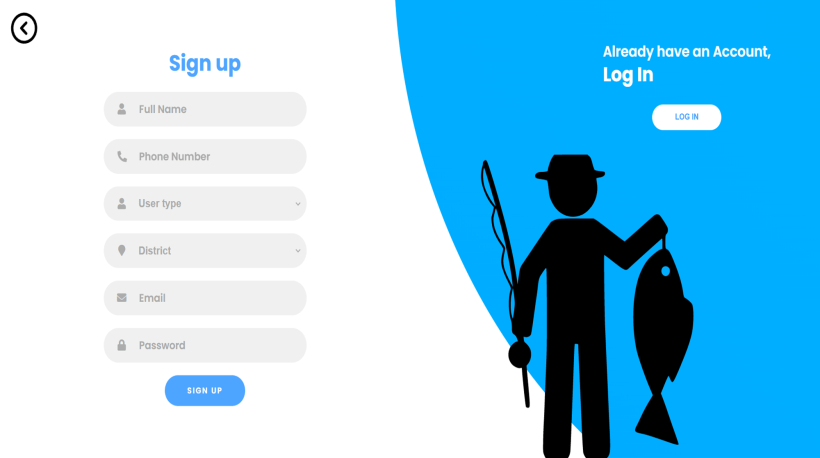 Sign up
Full Name
Phone Number
User type
District
Email
Password
SIGN UP
Already have an Account,
Log In
LOG IN